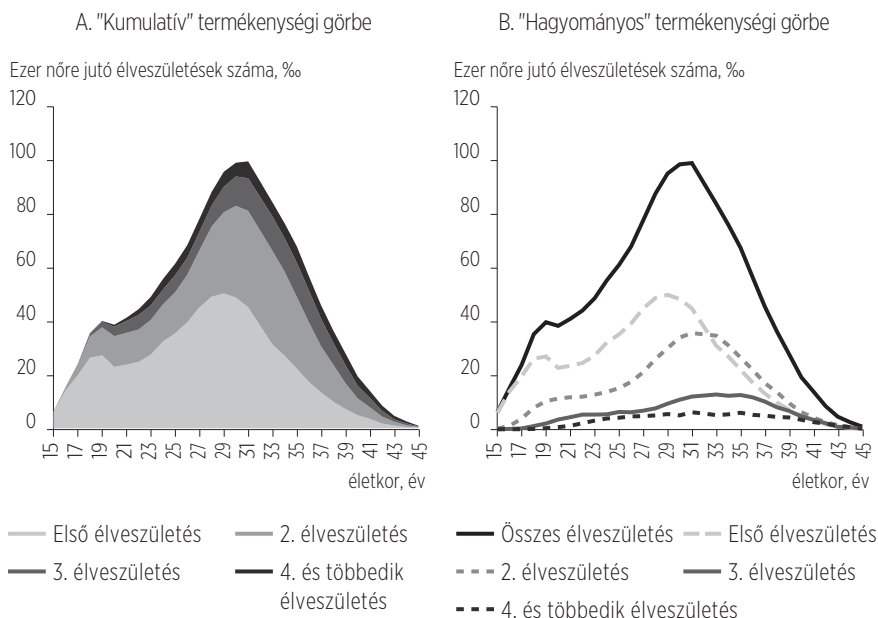 A. "Kumulatív" termékenységi görbe
Ezer nőre jutó élveszületések száma, ‰
120
100
80
60
40
20
0
15 17 19 21 23 25 27 29 31 33 35 37 39 41 43 45
életkor, év
Első élveszületés
2. élveszületés
3. élveszületés
4. és többedik
élveszületés
B. "Hagyományos" termékenységi görbe
Ezer nőre jutó élveszületések száma, ‰
120
100
80
60
40
20
0
15 17 19 21 23 25 27 29 31 33 35 37 39 41 43 45
életkor, év
Összes élveszületés
Első élveszületés
2. élveszületés
3. élveszületés
4. és többedik élveszületés